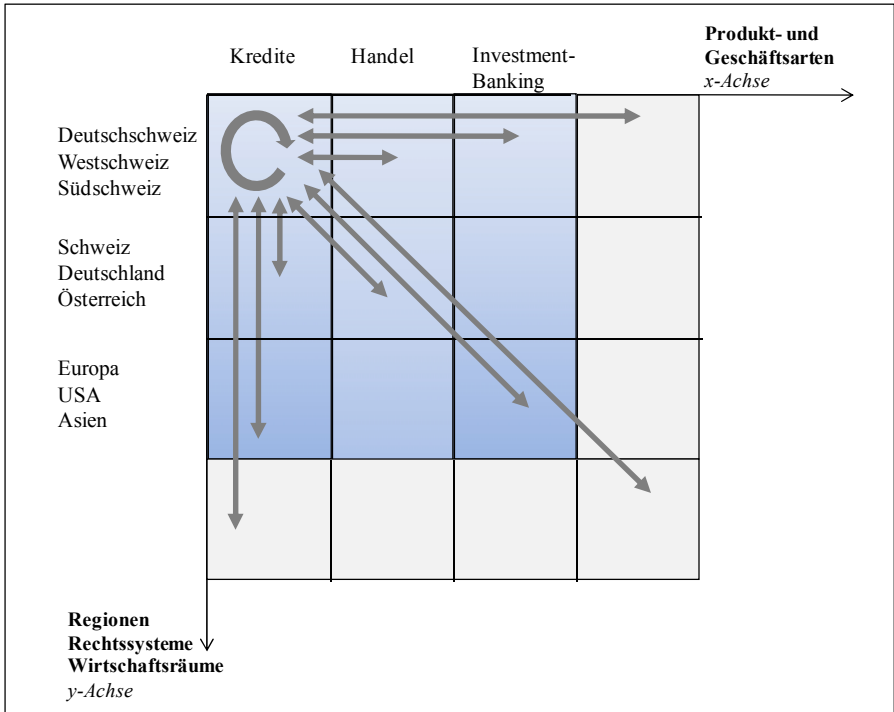 Kredite
Handel
Investment-
Banking
Produkt- und
Geschäftsarten
x-Achse
Deutschschweiz
Westschweiz
Südschweiz
Schweiz
Deutschland
Österreich
Europa
USA
Asien
Regionen
Rechtssysteme
Wirtschaftsräume
y-Achse